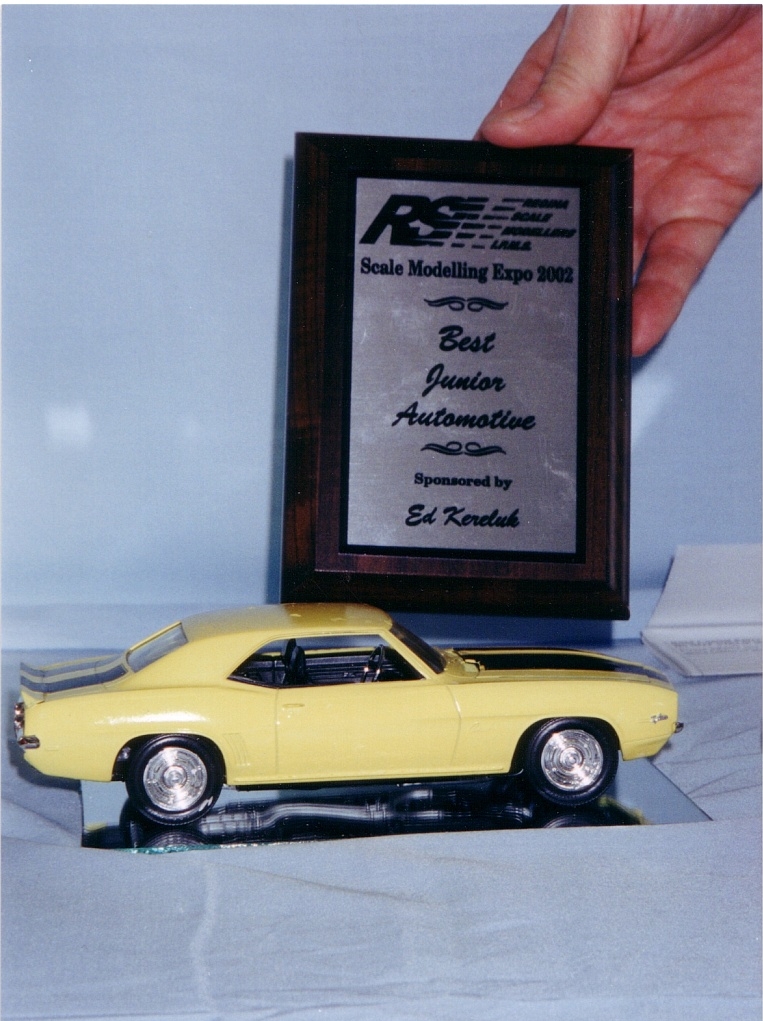 RS
REGINA
SCALE
MODELLERS
I.P.M.S.
Scale Modelling Expo 2002
Best
Junior
Automotive
Sponsored by
Ed Kereluk